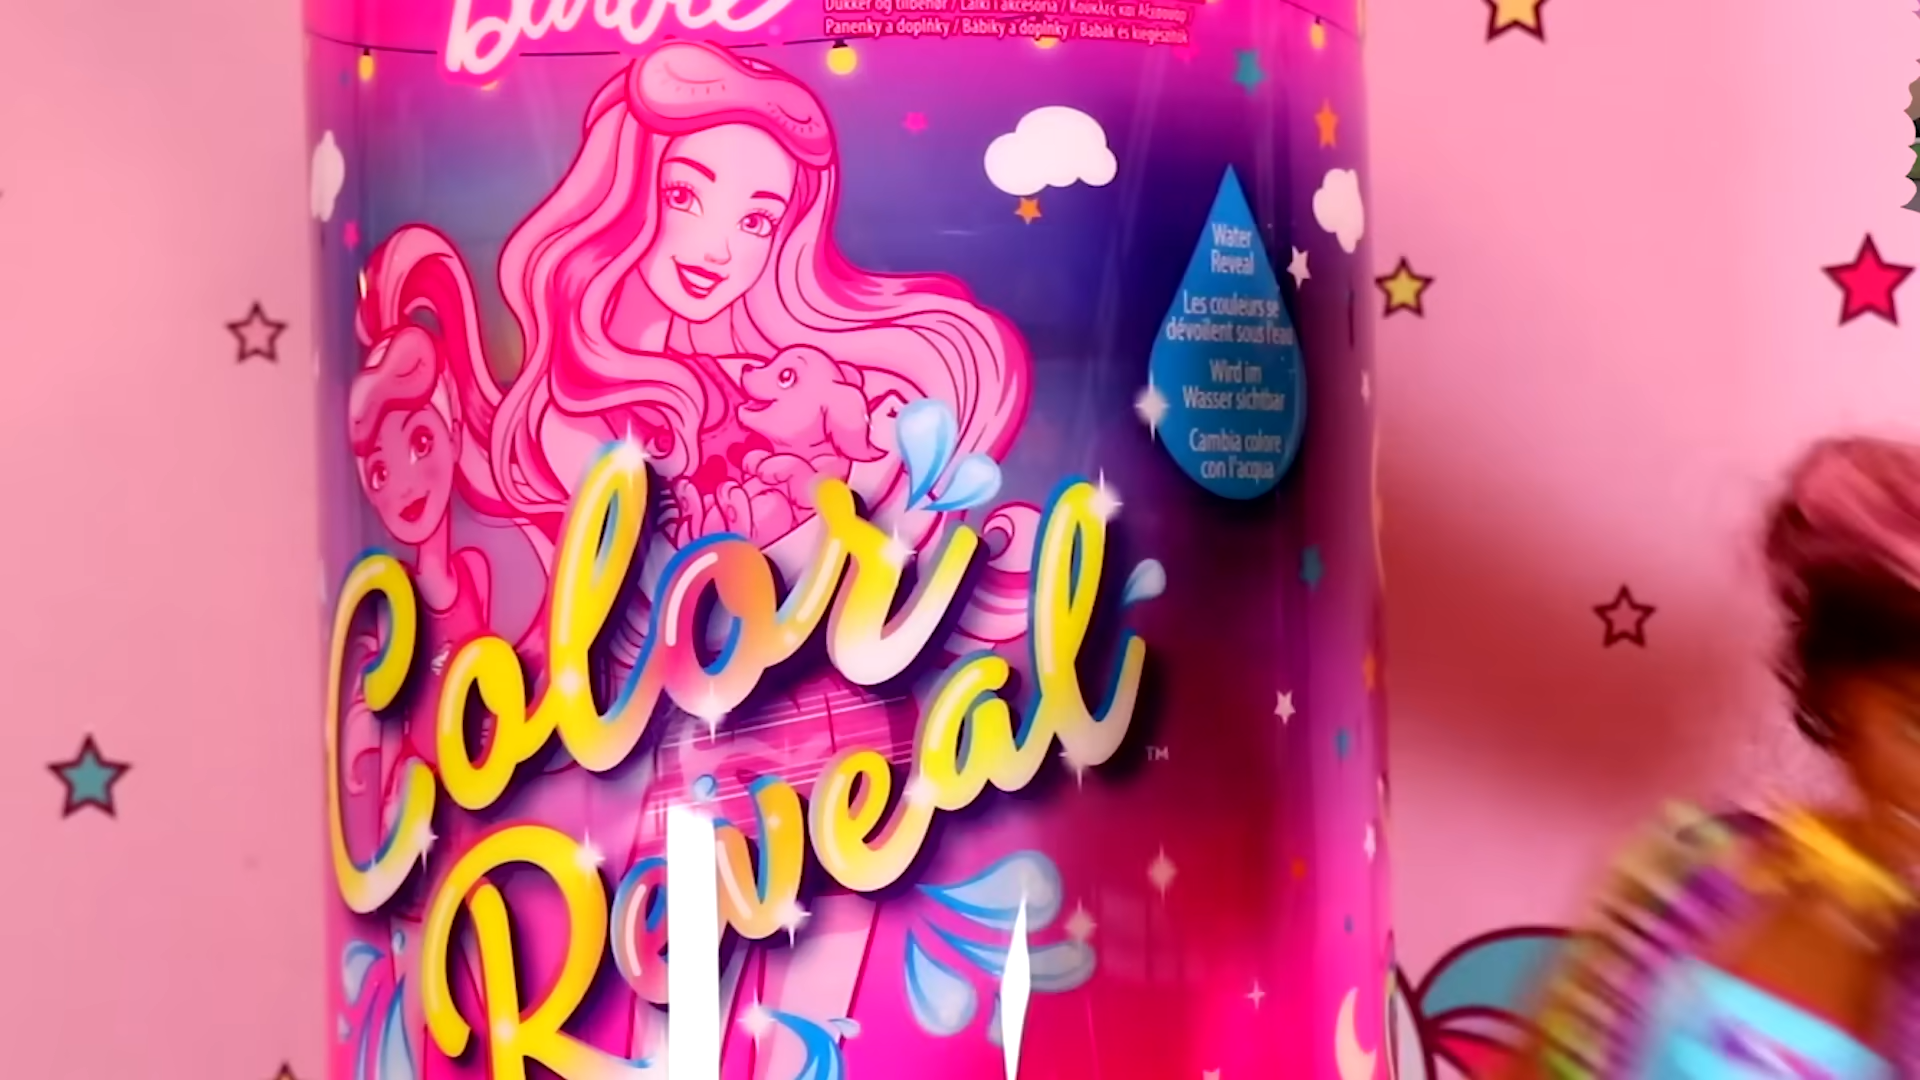 Barbie
Dukker og tilbehør / Lalki i akcesoria / Κούκλες και Αξεσουάρ /
Panenky a doplňky / Bábiky a doplnky / Babák és kiegészítők
Water
Reveal
Les couleurs se
dévoilent sous l'eau
Wird im
Wasser sichtbar
Cambia colore
con l'acqua
Color
Reveal
™
R